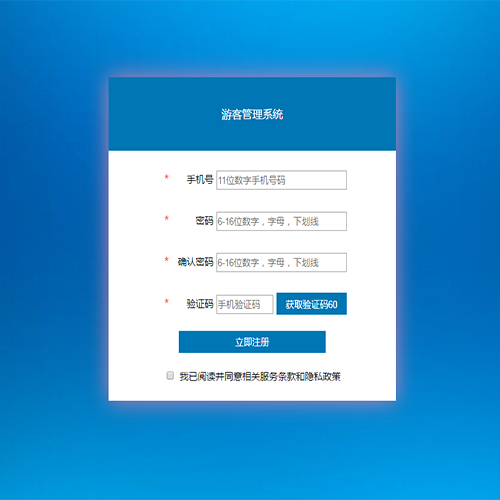 游客管理系统
* 手机号 11位数字手机号码
* 密码 6-16位数字，字母，下划线
* 确认密码 6-16位数字，字母，下划线
* 验证码 手机验证码 获取验证码60
立即注册
我已阅读并同意相关服务条款和隐私政策